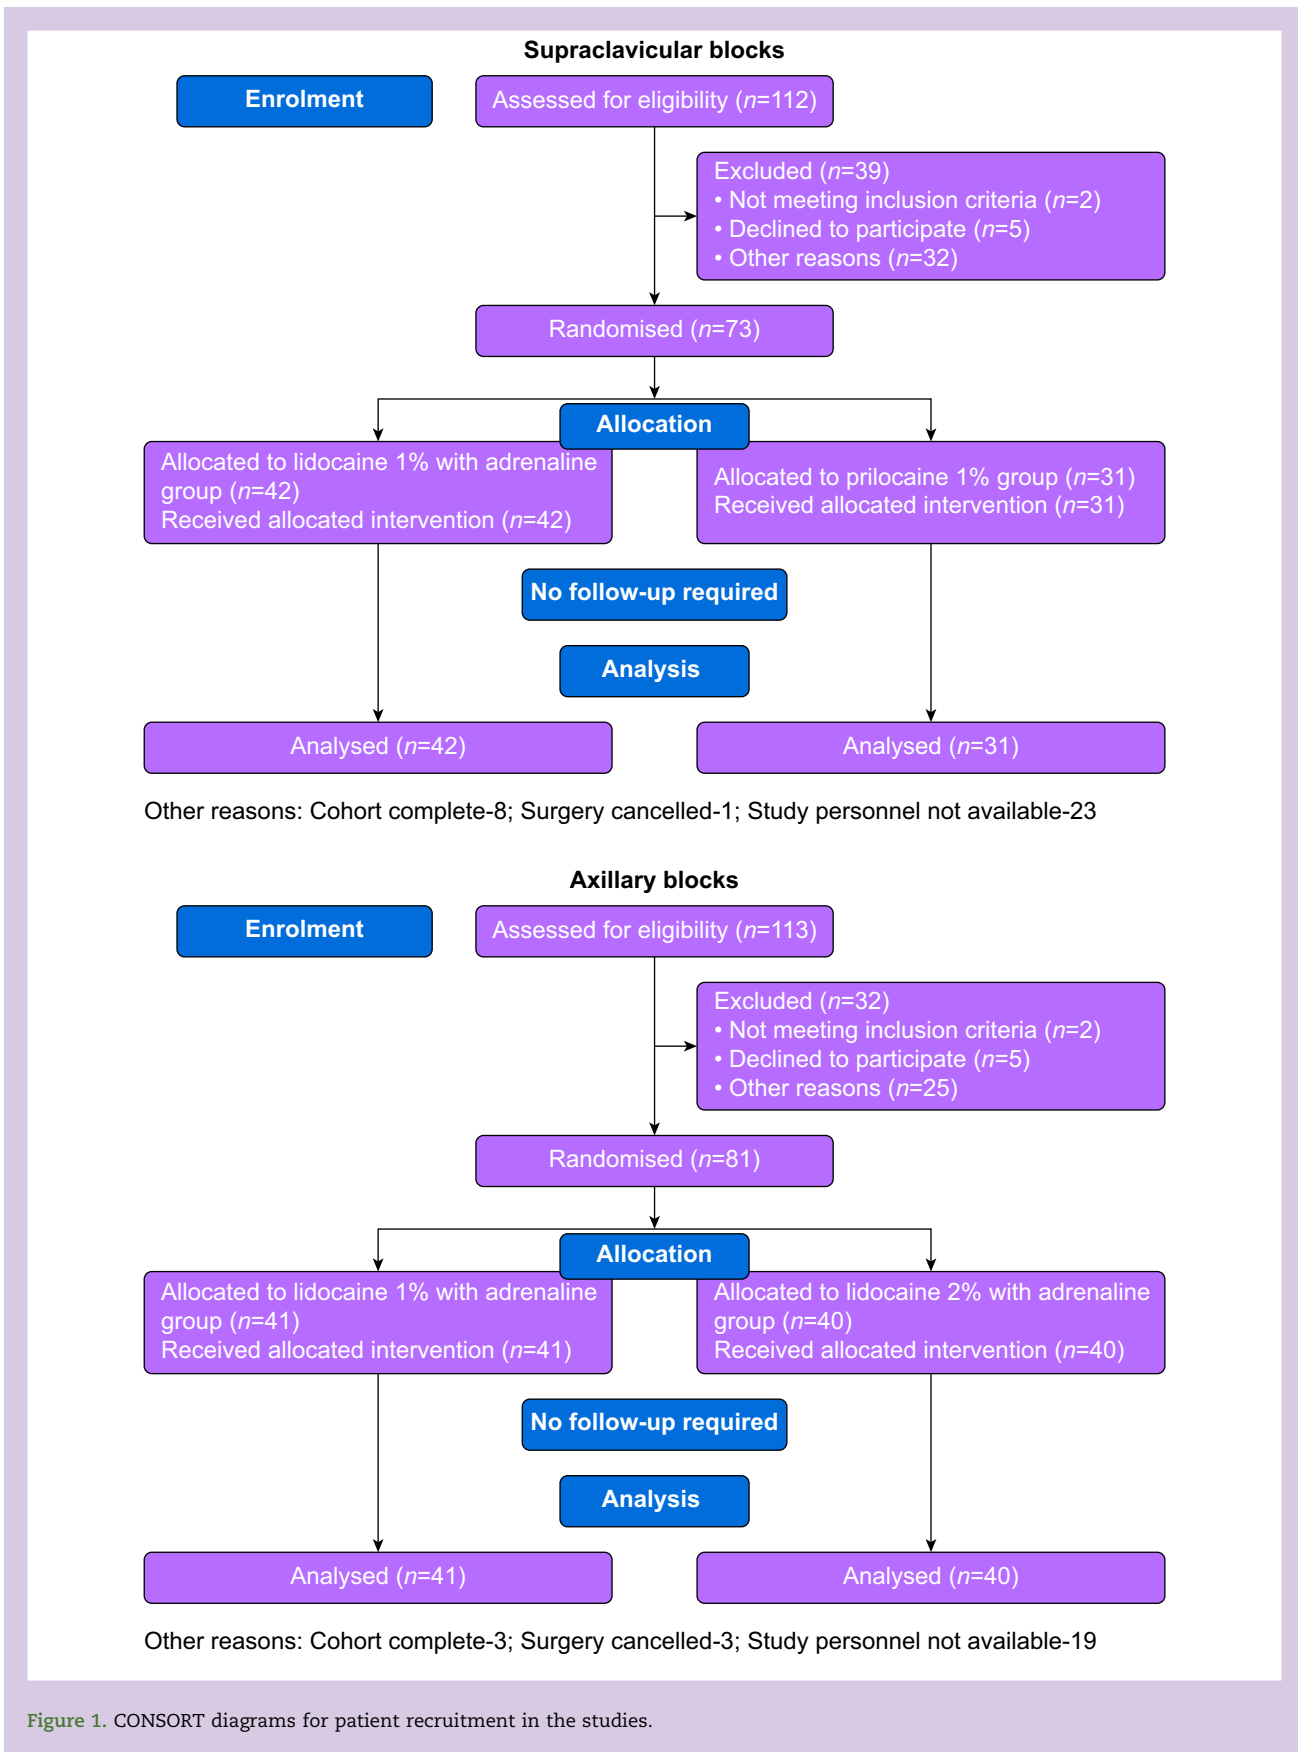 Supraclavicular blocks
Enrolment
Assessed for eligibility (n=112)
Excluded (n=39)
• Not meeting inclusion criteria (n=2)
• Declined to participate (n=5)
• Other reasons (n=32)
Randomised (n=73)
Allocation
Allocated to lidocaine 1% with adrenaline
group (n=42)
Received allocated intervention (n=42)
Allocated to prilocaine 1% group (n=31)
Received allocated intervention (n=31)
No follow-up required
Analysis
Analysed (n=42)
Analysed (n=31)
Other reasons: Cohort complete-8; Surgery cancelled-1; Study personnel not available-23
Axillary blocks
Enrolment
Assessed for eligibility (n=113)
Excluded (n=32)
• Not meeting inclusion criteria (n=2)
• Declined to participate (n=5)
• Other reasons (n=25)
Randomised (n=81)
Allocation
Allocated to lidocaine 1% with adrenaline
group (n=41)
Received allocated intervention (n=41)
Allocated to lidocaine 2% with adrenaline
group (n=40)
Received allocated intervention (n=40)
No follow-up required
Analysis
Analysed (n=41)
Analysed (n=40)
Other reasons: Cohort complete-3; Surgery cancelled-3; Study personnel not available-19
Figure 1. CONSORT diagrams for patient recruitment in the studies.